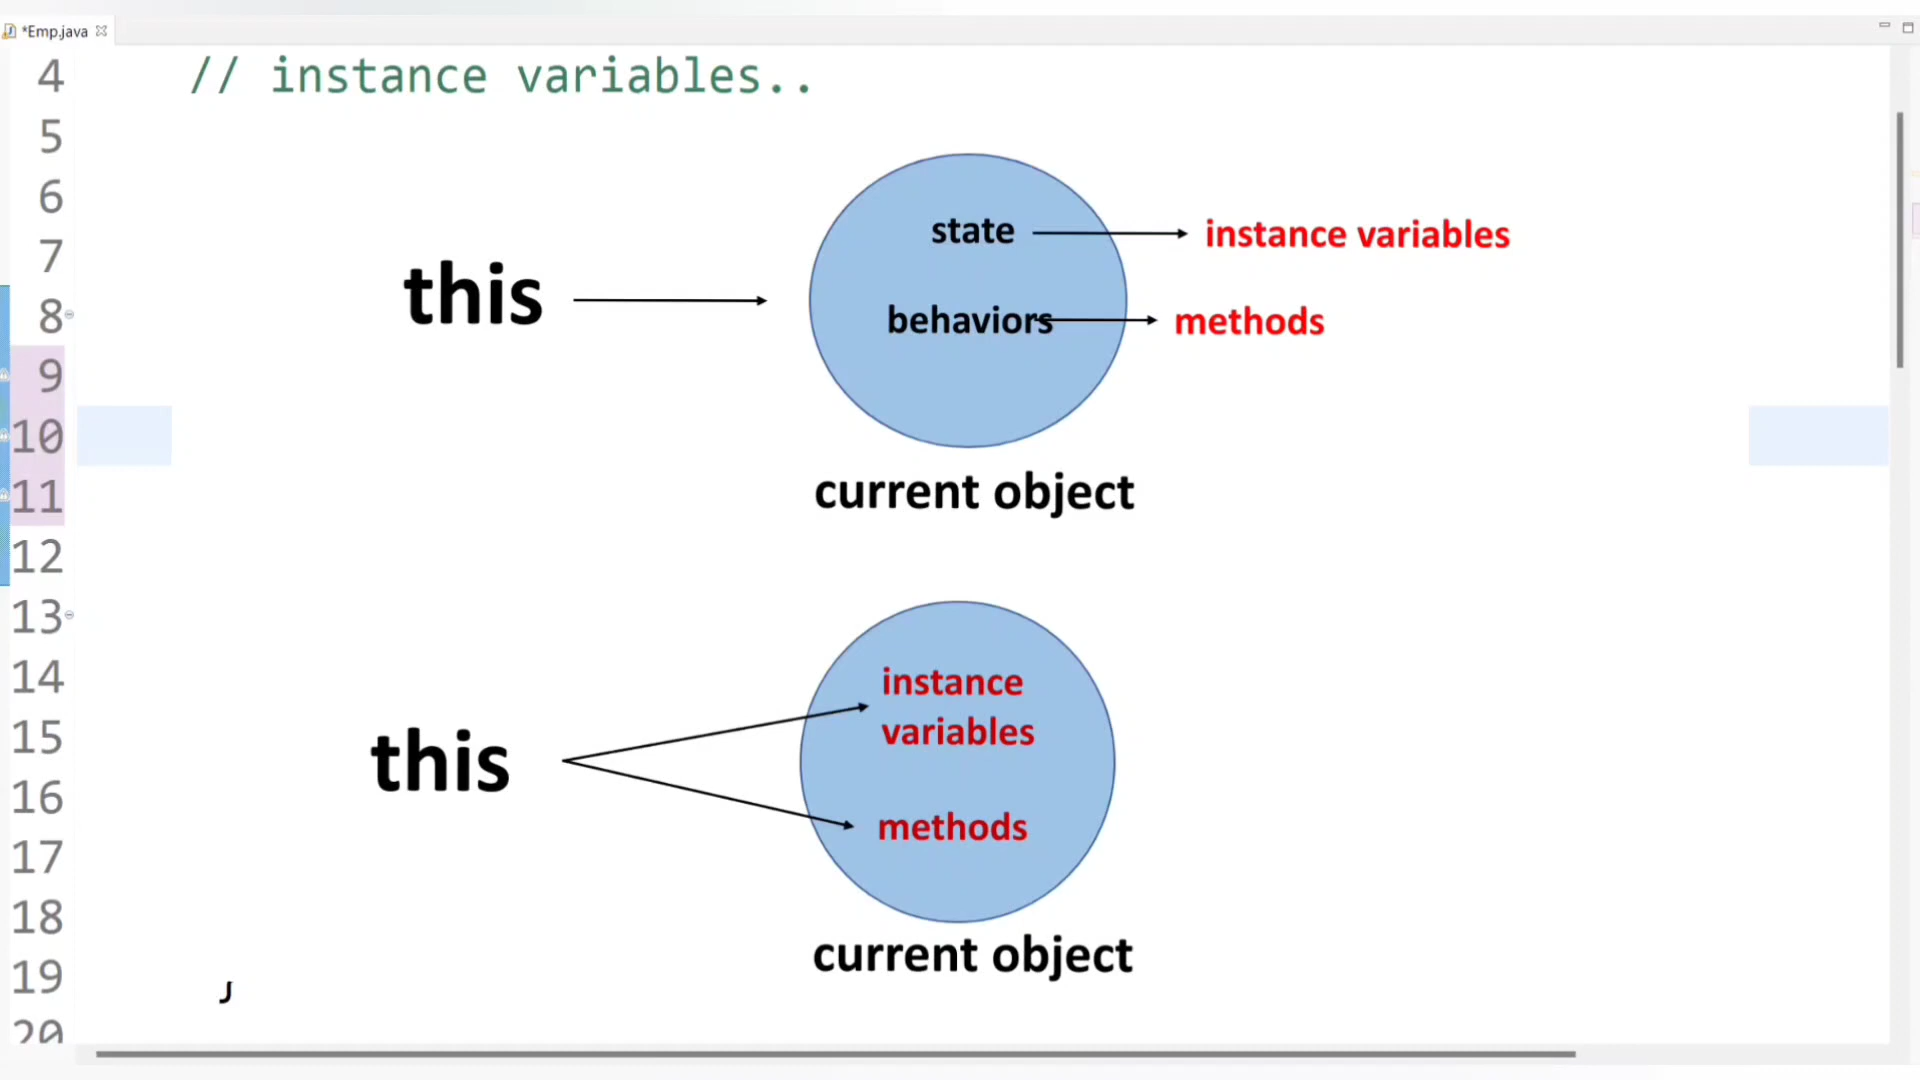 *Emp.java
4 // instance variables..
5
6
7
8
9
10
11
12
13
14
15
16
17
18
19
20
this
state
instance variables
behaviors
methods
current object
this
instance
variables
methods
current object